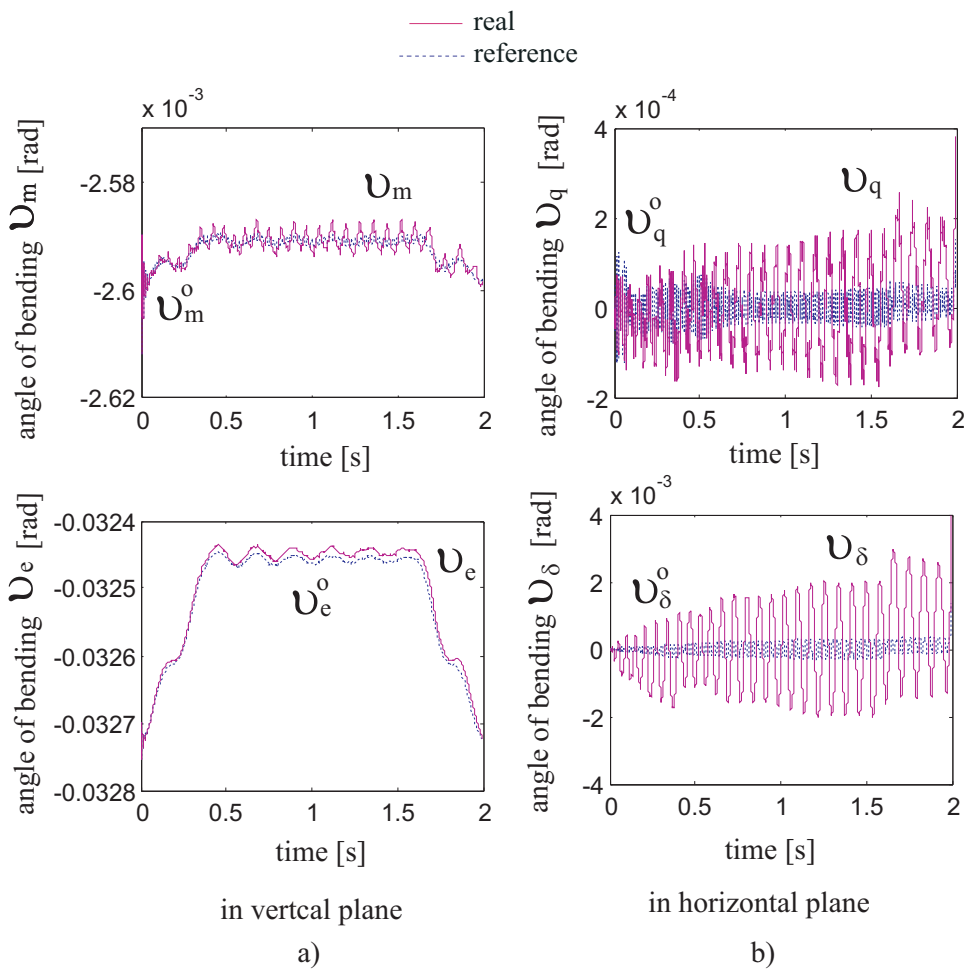 real
reference
x 10⁻³
-2.58
-2.6
-2.62
0 0.5 1 1.5 2
time [s]
angle of bending υm [rad]
υm
υ°m
x 10⁻⁴
4
2
0
-2
0 0.5 1 1.5 2
time [s]
angle of bending υq [rad]
υ°q
υq
-0.0324
-0.0325
-0.0326
-0.0327
-0.0328
0 0.5 1 1.5 2
time [s]
angle of bending υe [rad]
υe
υ°e
x 10⁻³
4
2
0
-2
-4
0 0.5 1 1.5 2
time [s]
angle of bending υδ [rad]
υ°δ
υδ
in vertcal plane
a)
in horizontal plane
b)